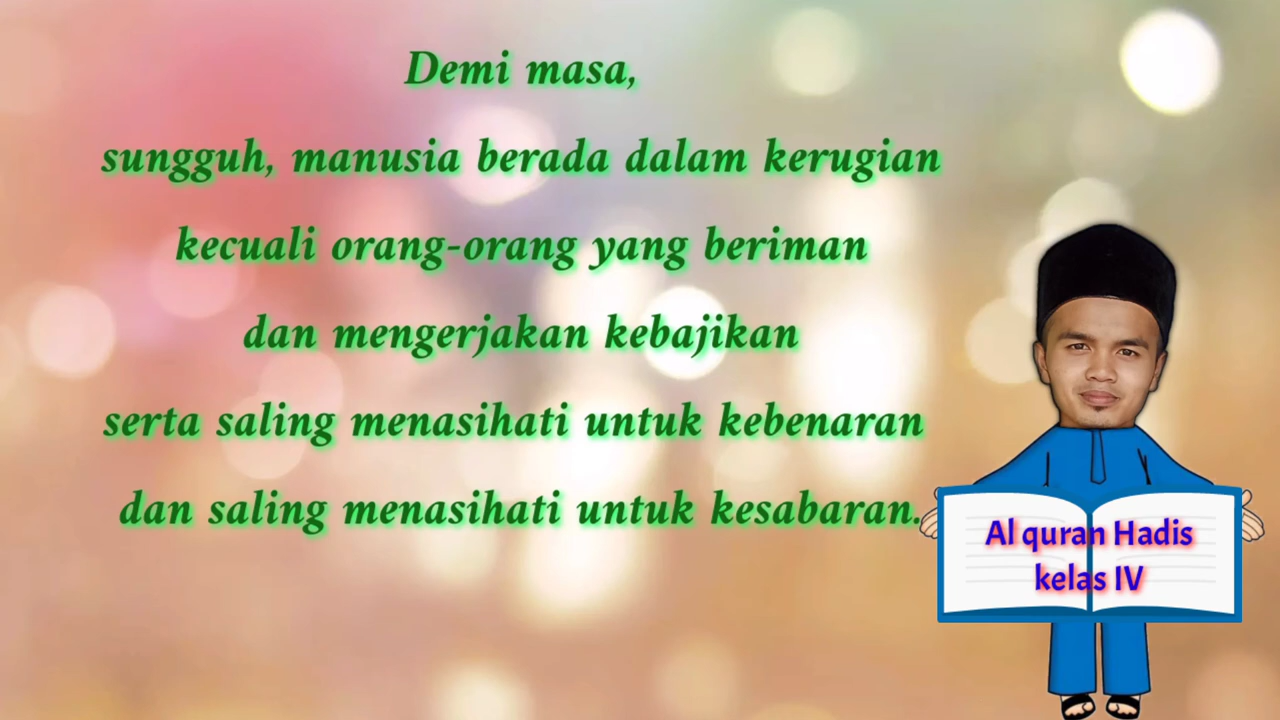 Demi masa,
sungguh, manusia berada dalam kerugian
kecuali orang-orang yang beriman
dan mengerjakan kebajikan
serta saling menasihati untuk kebenaran
dan saling menasihati untuk kesabaran.
Al quran Hadis
kelas IV